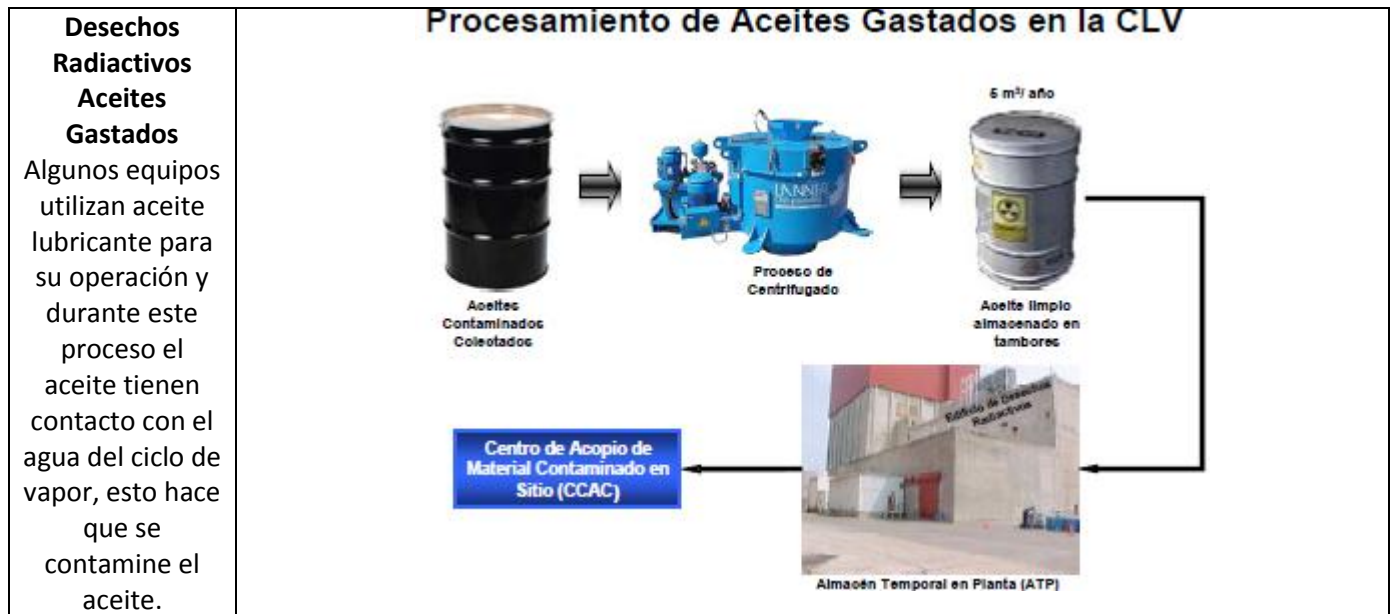 Desechos
Radiactivos
Aceites
Gastados
Algunos equipos
utilizan aceite
lubricante para
su operación y
durante este
proceso el
aceite tienen
contacto con el
agua del ciclo de
vapor, esto hace
que se
contamine el
aceite.
Procesamiento de Aceites Gastados en la CLV
5 m³/ año
Aceites
Contaminados
Colectados
Proceso de
Centrifugado
Aceite limpio
almacenado en
tambores
Edificio de Desechos
Radiactivos
Centro de Acopio de
Material Contaminado en
Sitio (CCAC)
Almacén Temporal en Planta (ATP)